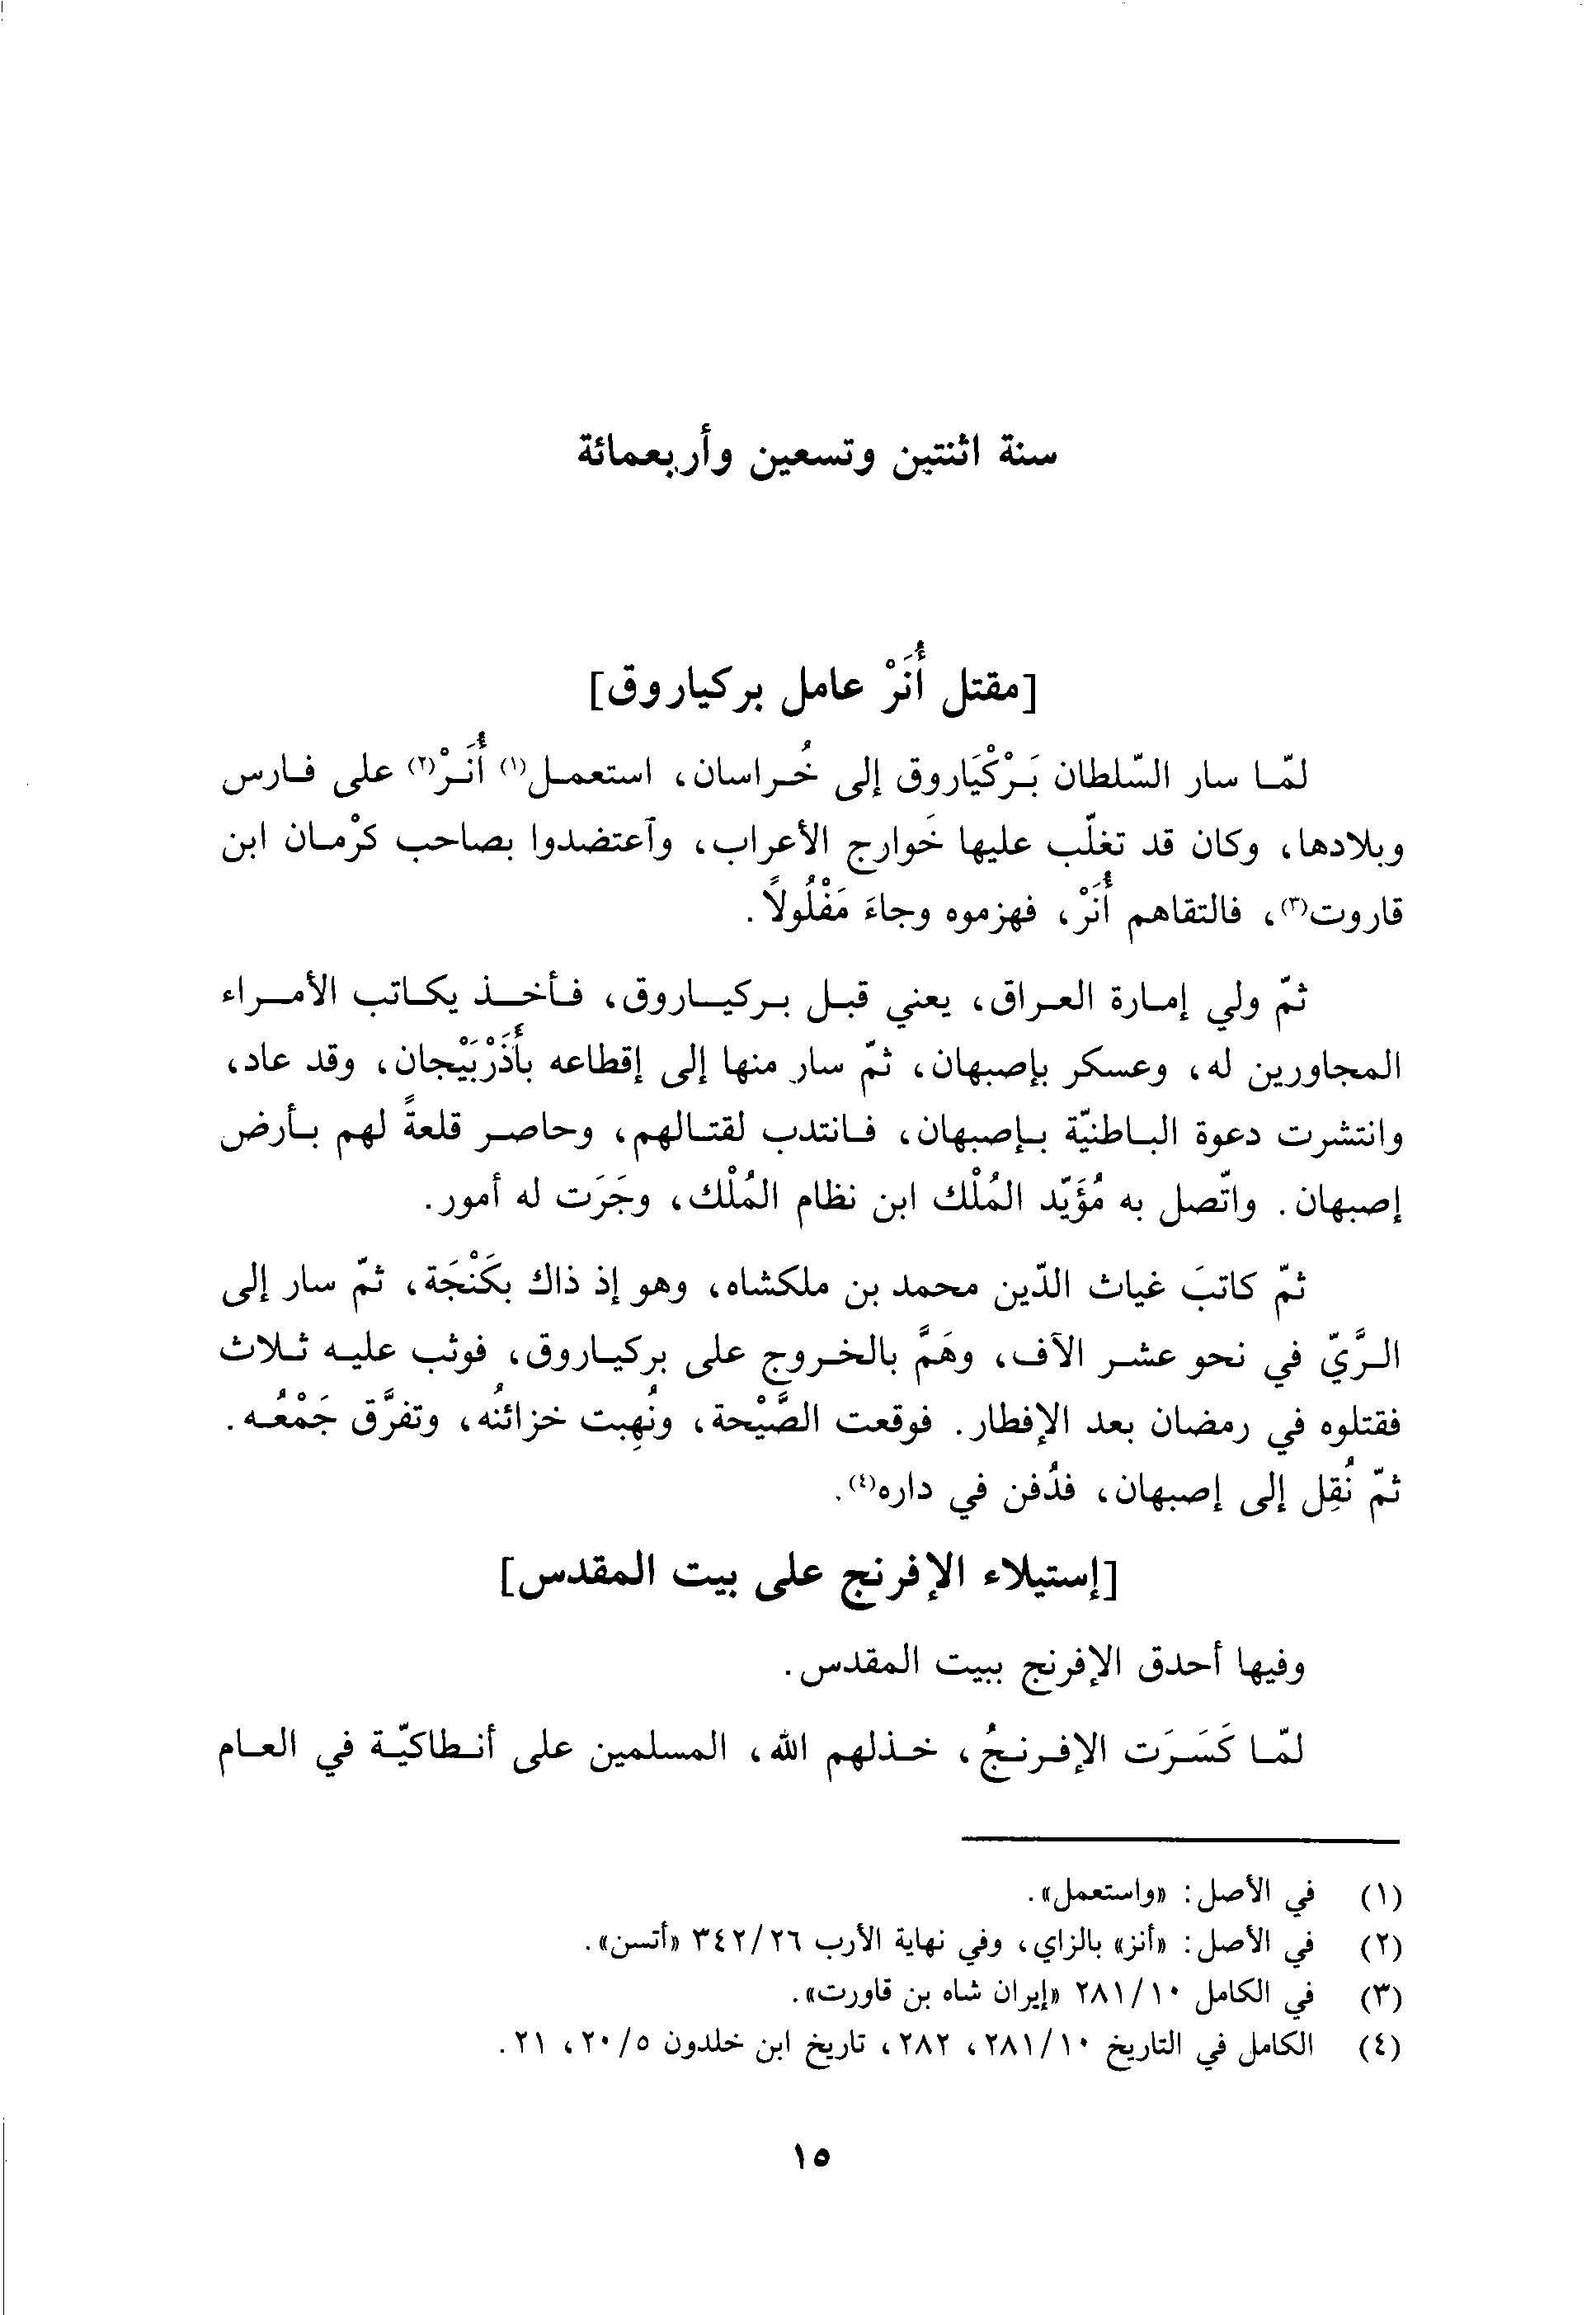 سنة اثنتين وتسعين وأربعمائة
[مقتل أُنَرْ عامل بركياروق]
لمّا سار السّلطان بَرْكْيَاروق إلى خُراسان، استعمل(١) أُنَرْ(٢) على فارس
وبلادها، وكان قد تغلّب عليها خَوارج الأعراب، وآعتضدوا بصاحب كرْمان ابن
قاروت(٣)، فالتقاهم أُنَرْ، فهزموه وجاءَ مَفْلُولاً.
ثمّ ولي إمارة العراق، يعني قبل بركياروق، فأخذ يكاتب الأمراء
المجاورين له، وعسكر بإصبهان، ثمّ سار منها إلى إقطاعه بأَذَرْبَيْجان، وقد عاد،
وانتشرت دعوة الباطنيّة بإصبهان، فانتدب لقتالهم، وحاصر قلعةً لهم بأرض
إصبهان. واتّصل به مُؤَيّد المُلْك ابن نظام المُلْك، وجَرَت له أمور.
ثمّ كاتبَ غياث الدّين محمد بن ملكشاه، وهو إذ ذاك بكَنْجَة، ثمّ سار إلى
الرَّيّ في نحو عشر الآف، وهَمَّ بالخروج على بركياروق، فوثب عليه ثلاث
فقتلوه في رمضان بعد الإفطار. فوقعت الصَّيْحة، ونُهِبت خزائنُه، وتفرَّق جَمْعُه.
ثمّ نُقِل إلى إصبهان، فدُفن في داره(٤).
[إستيلاء الإفرنج على بيت المقدس]
وفيها أحدق الإفرنج ببيت المقدس.
لمّا كَسَرَت الإفرنجُ، خذلهم الله، المسلمين على أنطاكيّة في العام
(١) في الأصل: «واستعمل».
(٢) في الأصل: «أنز» بالزاي، وفي نهاية الأرب ٣٤٢/٢٦ «أتسن».
(٣) في الكامل ٢٨١/١٠ «إيران شاه بن قاورت».
(٤) الكامل في التاريخ ٢٨١/١٠، ٢٨٢، تاريخ ابن خلدون ٢٠/٥، ٢١.
١٥